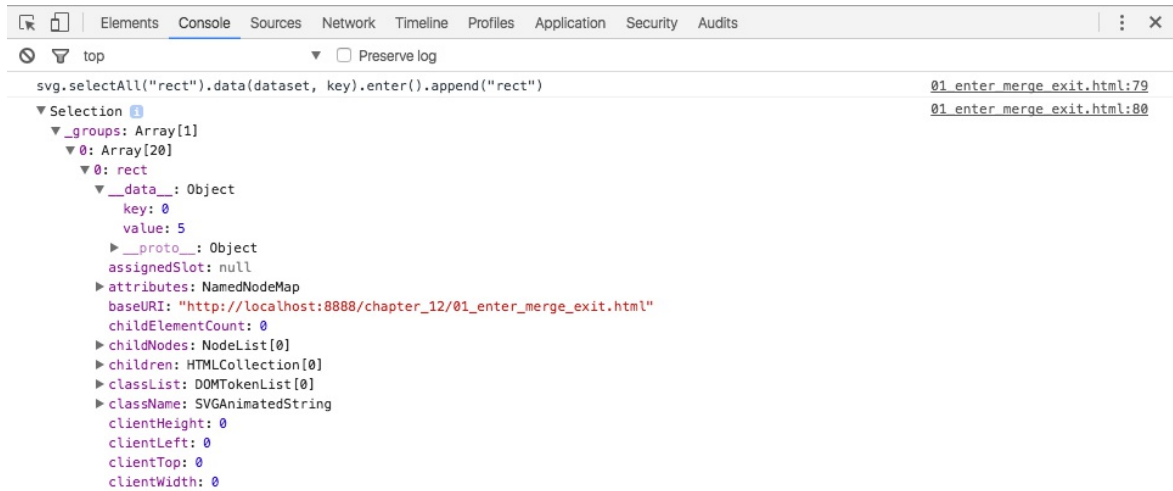 Elements Console Sources Network Timeline Profiles Application Security Audits
top Preserve log
svg.selectAll("rect").data(dataset, key).enter().append("rect") 01_enter_merge_exit.html:79
Selection 01_enter_merge_exit.html:80
_groups: Array[1]
0: Array[20]
0: rect
__data__: Object
key: 0
value: 5
__proto__: Object
assignedSlot: null
attributes: NamedNodeMap
baseURI: "http://localhost:8888/chapter_12/01_enter_merge_exit.html"
childElementCount: 0
childNodes: NodeList[0]
children: HTMLCollection[0]
classList: DOMTokenList[0]
className: SVGAnimatedString
clientHeight: 0
clientLeft: 0
clientTop: 0
clientWidth: 0